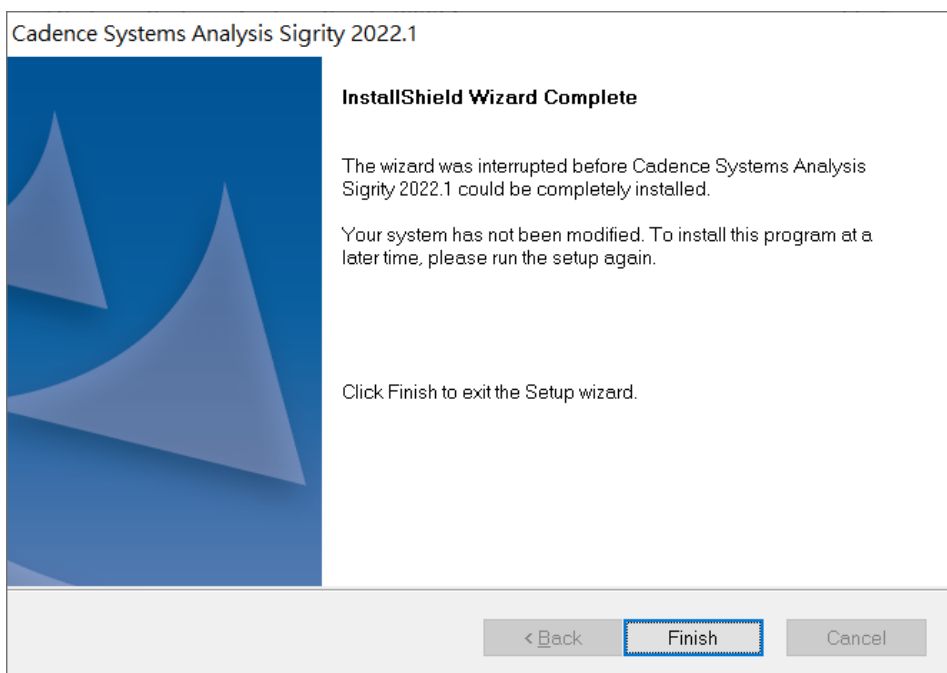 Cadence Systems Analysis Sigrity 2022.1
InstallShield Wizard Complete
The wizard was interrupted before Cadence Systems Analysis
Sigrity 2022.1 could be completely installed.
Your system has not been modified. To install this program at a
later time, please run the setup again.
Click Finish to exit the Setup wizard.
< Back
Finish
Cancel